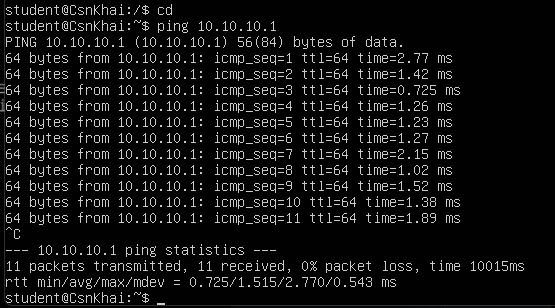 student@CsnKhai:/$ cd
student@CsnKhai:~$ ping 10.10.10.1
PING 10.10.10.1 (10.10.10.1) 56(84) bytes of data.
64 bytes from 10.10.10.1: icmp_seq=1 ttl=64 time=2.77 ms
64 bytes from 10.10.10.1: icmp_seq=2 ttl=64 time=1.42 ms
64 bytes from 10.10.10.1: icmp_seq=3 ttl=64 time=0.725 ms
64 bytes from 10.10.10.1: icmp_seq=4 ttl=64 time=1.26 ms
64 bytes from 10.10.10.1: icmp_seq=5 ttl=64 time=1.23 ms
64 bytes from 10.10.10.1: icmp_seq=6 ttl=64 time=1.27 ms
64 bytes from 10.10.10.1: icmp_seq=7 ttl=64 time=2.15 ms
64 bytes from 10.10.10.1: icmp_seq=8 ttl=64 time=1.02 ms
64 bytes from 10.10.10.1: icmp_seq=9 ttl=64 time=1.52 ms
64 bytes from 10.10.10.1: icmp_seq=10 ttl=64 time=1.38 ms
64 bytes from 10.10.10.1: icmp_seq=11 ttl=64 time=1.89 ms
^C
--- 10.10.10.1 ping statistics ---
11 packets transmitted, 11 received, 0% packet loss, time 10015ms
rtt min/avg/max/mdev = 0.725/1.515/2.770/0.543 ms
student@CsnKhai:~$ _